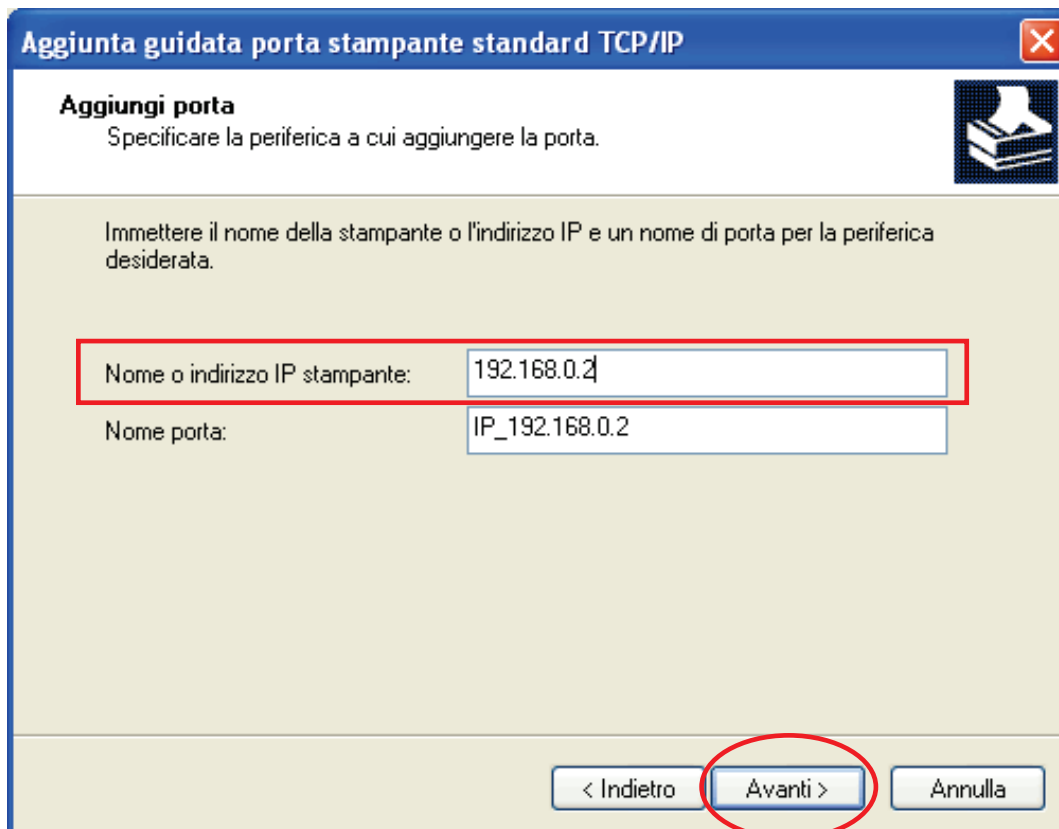 Aggiunta guidata porta stampante standard TCP/IP
Aggiungi porta
Specificare la periferica a cui aggiungere la porta.
Immettere il nome della stampante o l'indirizzo IP e un nome di porta per la periferica
desiderata.
Nome o indirizzo IP stampante: 192.168.0.2
Nome porta: IP_192.168.0.2
< Indietro Avanti > Annulla